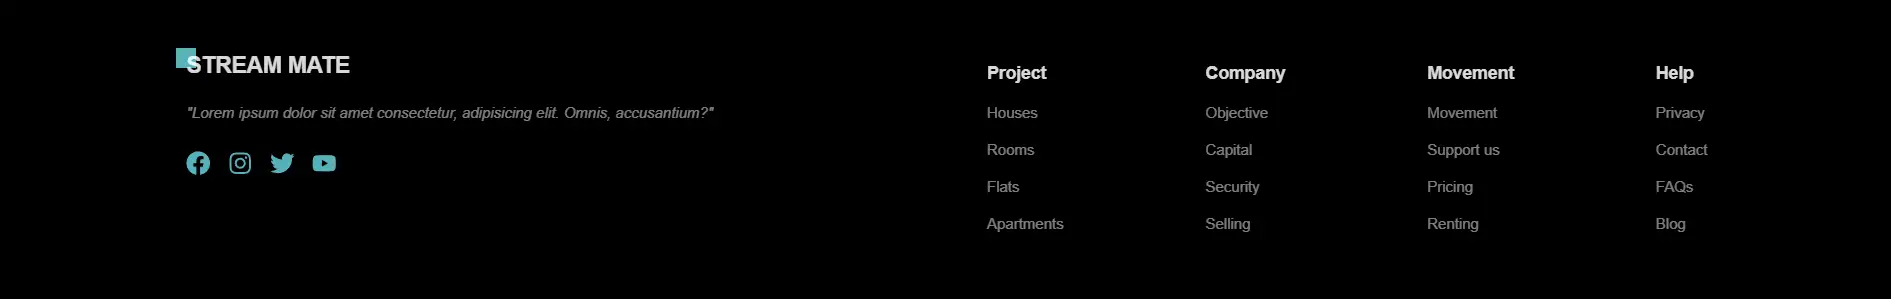 STREAM MATE
"Lorem ipsum dolor sit amet consectetur, adipisicing elit. Omnis, accusantium?"
Project
Houses
Rooms
Flats
Apartments
Company
Objective
Capital
Security
Selling
Movement
Movement
Support us
Pricing
Renting
Help
Privacy
Contact
FAQs
Blog